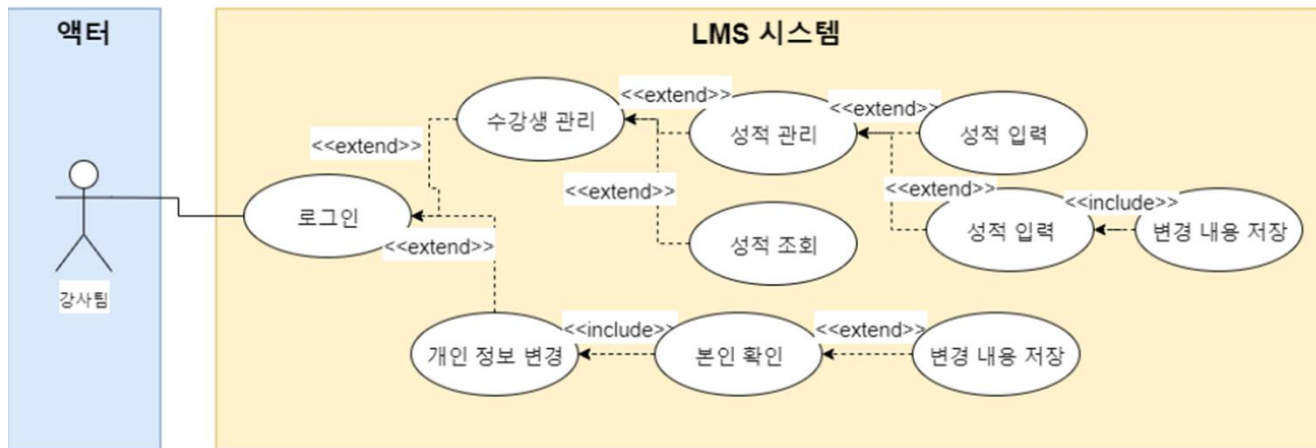 액터
LMS 시스템
수강생 관리
<<extend>>
성적 관리
<<extend>>
성적 입력
<<extend>>
<<extend>>
<<extend>>
<<include>>
로그인
<<extend>>
성적 조회
성적 입력
변경 내용 저장
강사팀
개인 정보 변경
<<include>>
본인 확인
<<extend>>
변경 내용 저장